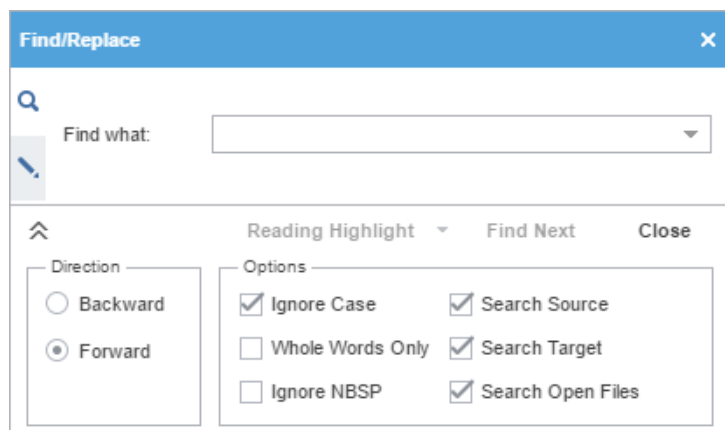 Find/Replace
Find what:
Reading Highlight Find Next Close
Direction Options
Backward Ignore Case Search Source
Whole Words Only Search Target
Forward
Ignore NBSP Search Open Files